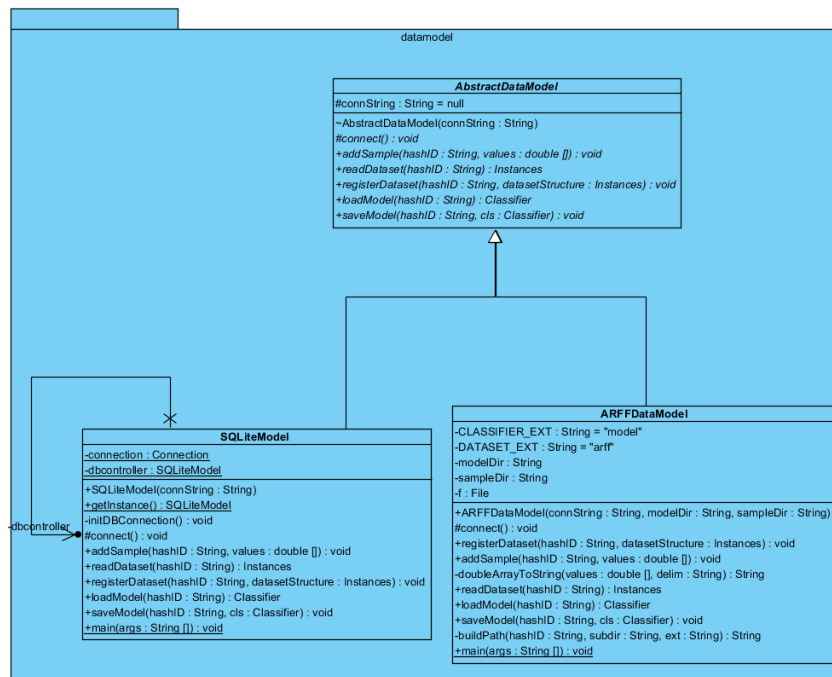 datamodel
AbstractDataModel
#connString : String = null
~AbstractDataModel(connString : String)
#connect() : void
+addSample(hashID : String, values : double []) : void
+readDataset(hashID : String) : Instances
+registerDataset(hashID : String, datasetStructure : Instances) : void
+loadModel(hashID : String) : Classifier
+saveModel(hashID : String, cls : Classifier) : void
SQLiteModel
-connection : Connection
-dbcontroller : SQLiteModel
+SQLiteModel(connString : String)
+getInstance() : SQLiteModel
-initDBConnection() : void
#connect() : void
+addSample(hashID : String, values : double []) : void
+readDataset(hashID : String) : Instances
+registerDataset(hashID : String, datasetStructure : Instances) : void
+loadModel(hashID : String) : Classifier
+saveModel(hashID : String, cls : Classifier) : void
+main(args : String []) : void
-dbcontroller
ARFFDataModel
-CLASSIFIER_EXT : String = "model"
-DATASET_EXT : String = "arff"
-modelDir : String
-sampleDir : String
-f : File
+ARFFDataModel(connString : String, modelDir : String, sampleDir : String)
#connect() : void
+registerDataset(hashID : String, datasetStructure : Instances) : void
+addSample(hashID : String, values : double []) : void
-doubleArrayToString(values : double [], delim : String) : String
+readDataset(hashID : String) : Instances
+loadModel(hashID : String) : Classifier
+saveModel(hashID : String, cls : Classifier) : void
-buildPath(hashID : String, subdir : String, ext : String) : String
+main(args : String []) : void